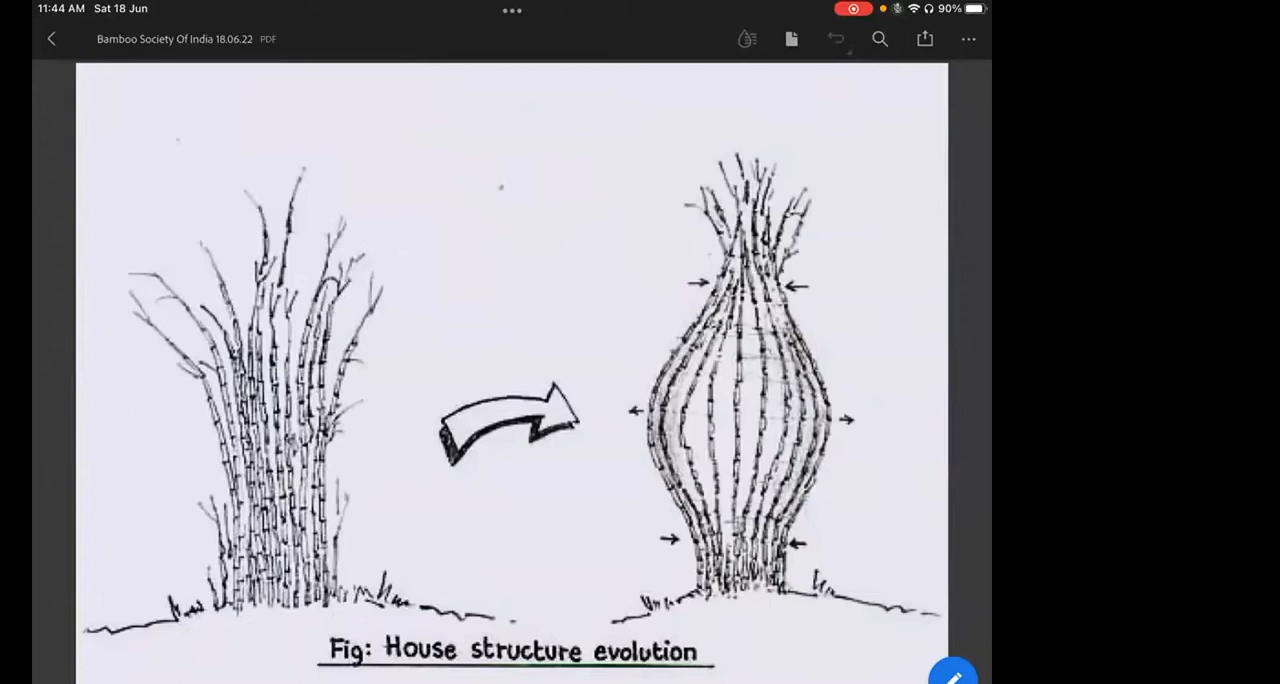 11:44 AM Sat 18 Jun
90%
Bamboo Society Of India 18.06.22 PDF
Fig: House structure evolution